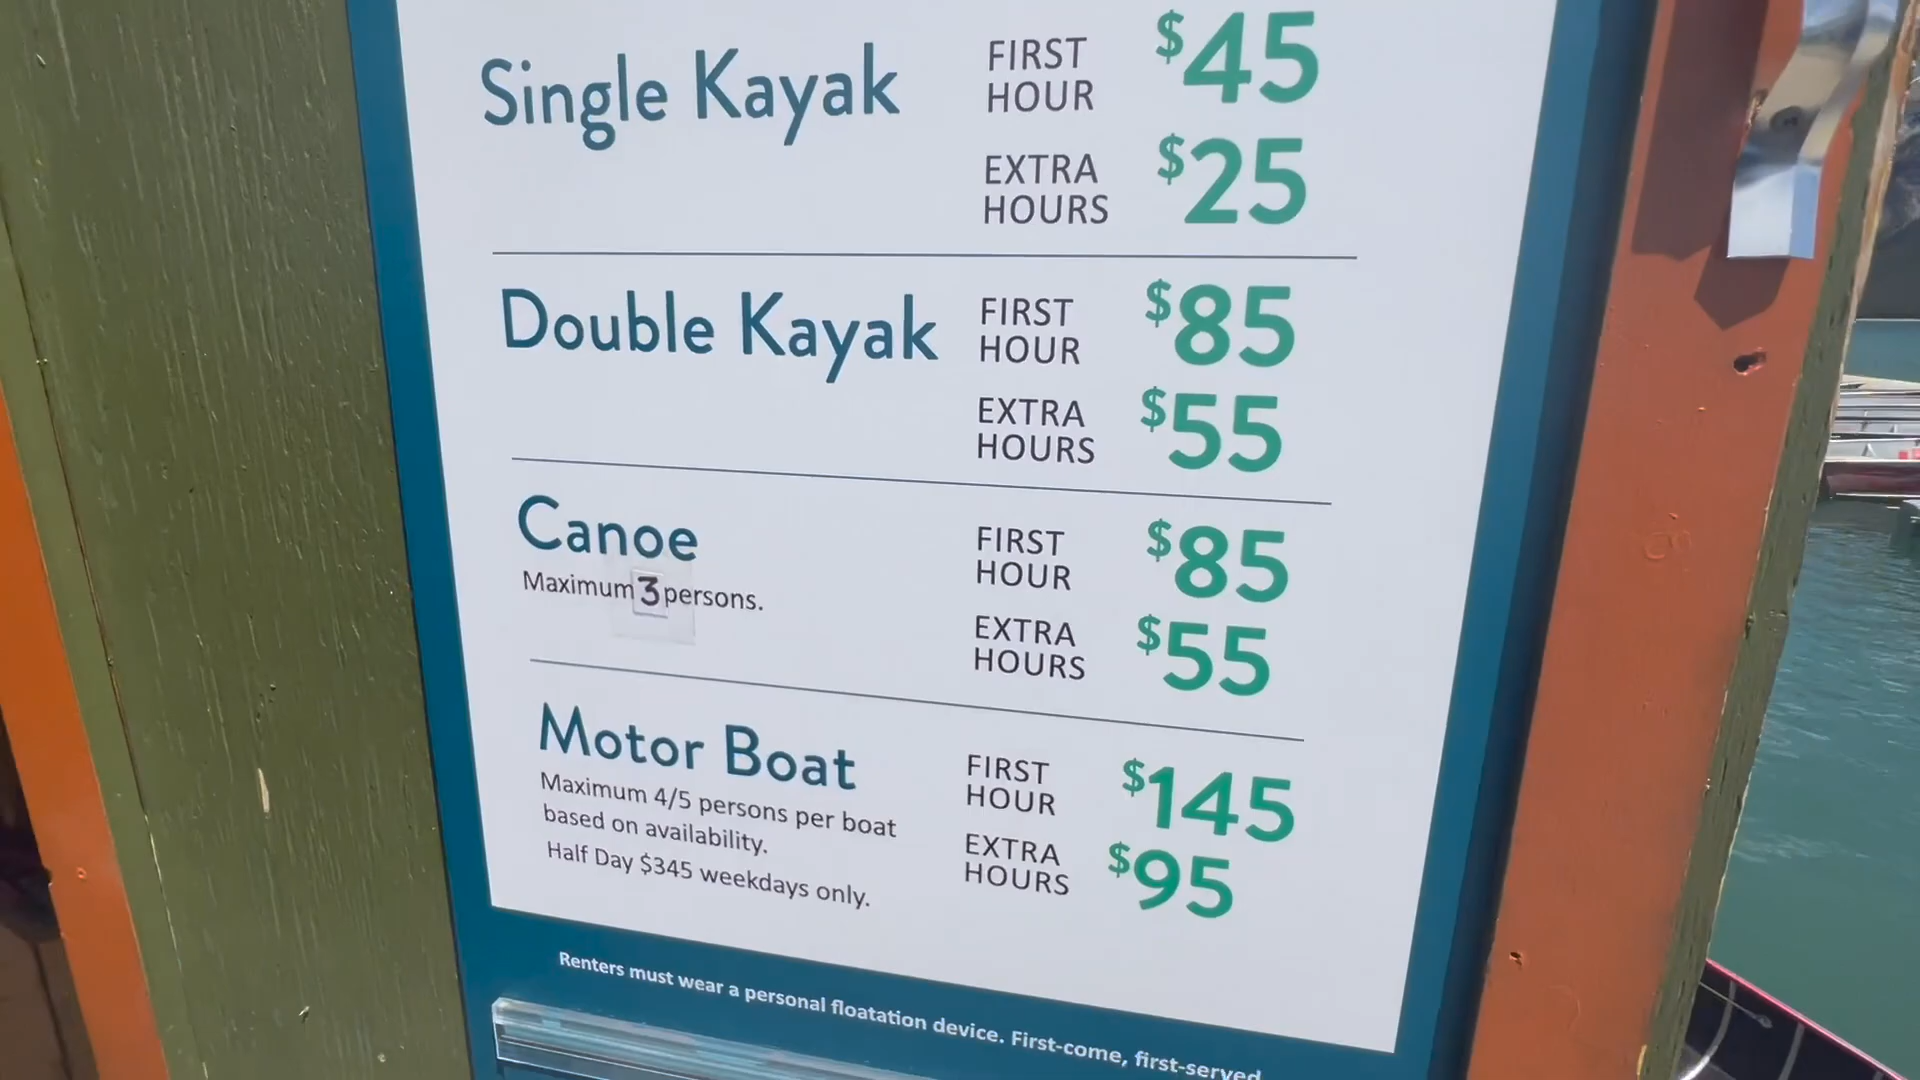 Single Kayak
FIRST
HOUR
$45
EXTRA
HOURS
$25
Double Kayak
FIRST
HOUR
$85
EXTRA
HOURS
$55
Canoe
Maximum 3 persons.
FIRST
HOUR
$85
EXTRA
HOURS
$55
Motor Boat
Maximum 4/5 persons per boat
based on availability.
Half Day $345 weekdays only.
FIRST
HOUR
$145
EXTRA
HOURS
$95
Renters must wear a personal floatation device. First-come, first-served